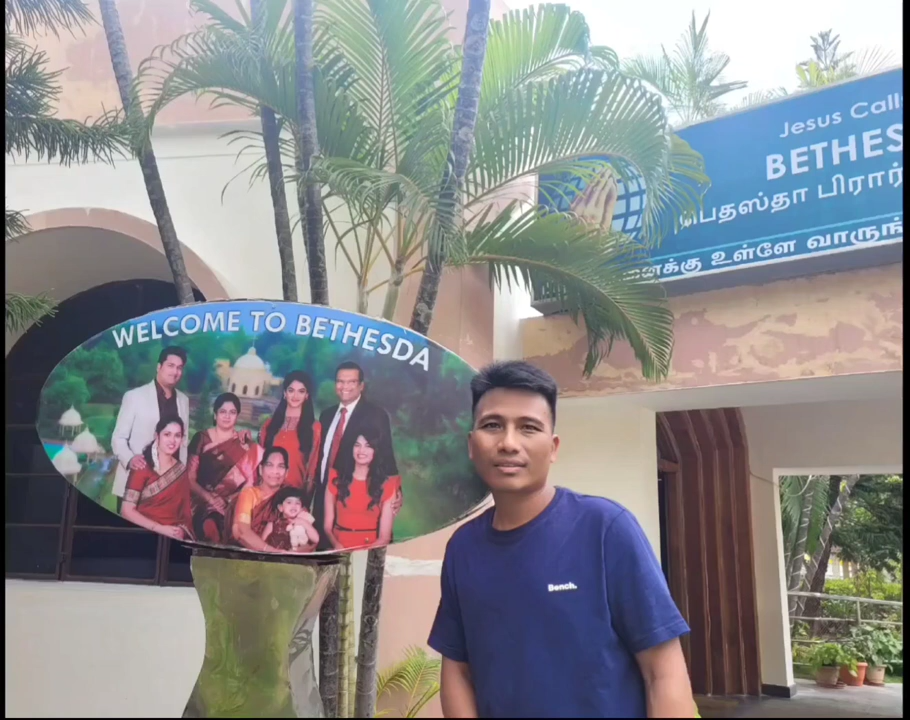 WELCOME TO BETHESDA
Jesus Call
BETHES
பெதஸ்தா பிரார்
உள்ளே வாருங்
Bench.